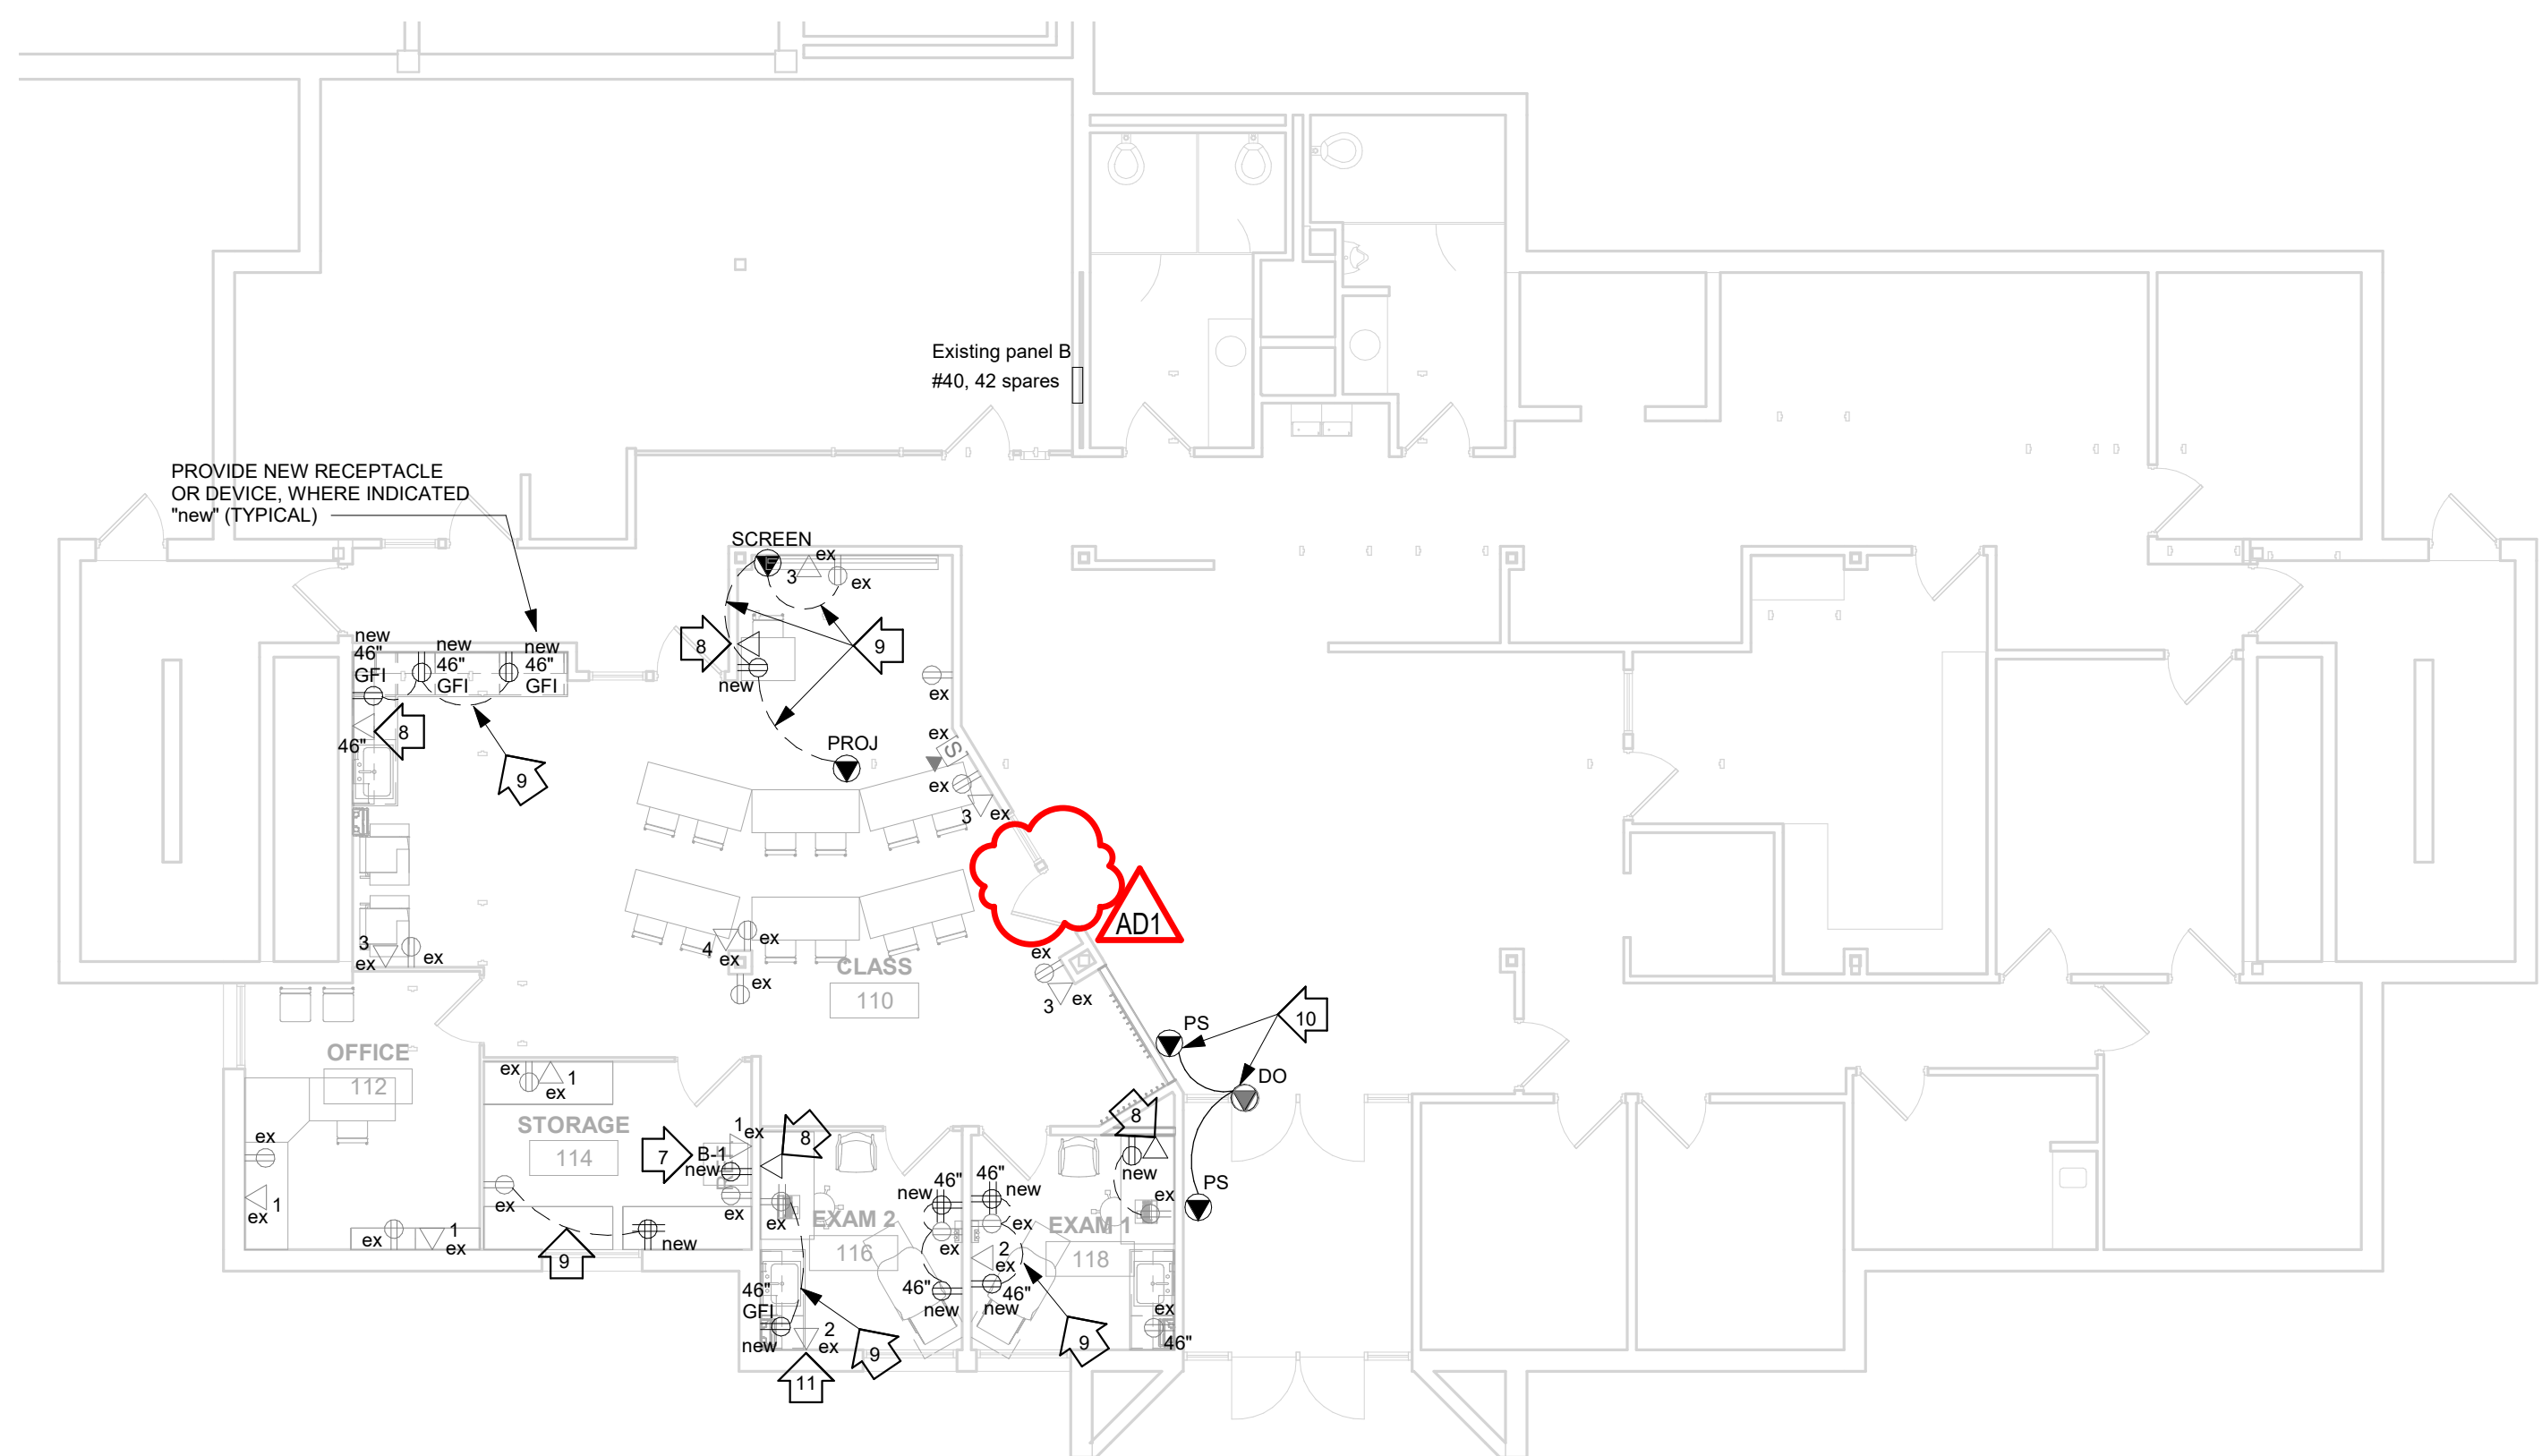 Existing panel B
#40, 42 spares
PROVIDE NEW RECEPTACLE
OR DEVICE, WHERE INDICATED
"new" (TYPICAL)
SCREEN
ex
3
ex
8
9
new
new
46"
GFI
new
46"
GFI
new
46"
GFI
8
46"
9
ex
ex
S
PROJ
ex
3
ex
AD1
3
ex
ex
4
ex
ex
ex
CLASS
110
ex
3
ex
PS
10
DO
PS
OFFICE
112
ex
1
ex
STORAGE
114
7
B-1
new
1
ex
8
8
ex
ex
1
ex
ex
1
ex
ex
new
9
ex
EXAM 2
116
46"
new
ex
46"
new
46"
new
ex
EXAM 1
118
2
ex
46"
new
new
ex
46"
GFI
new
2
ex
9
11
9
ex
46"